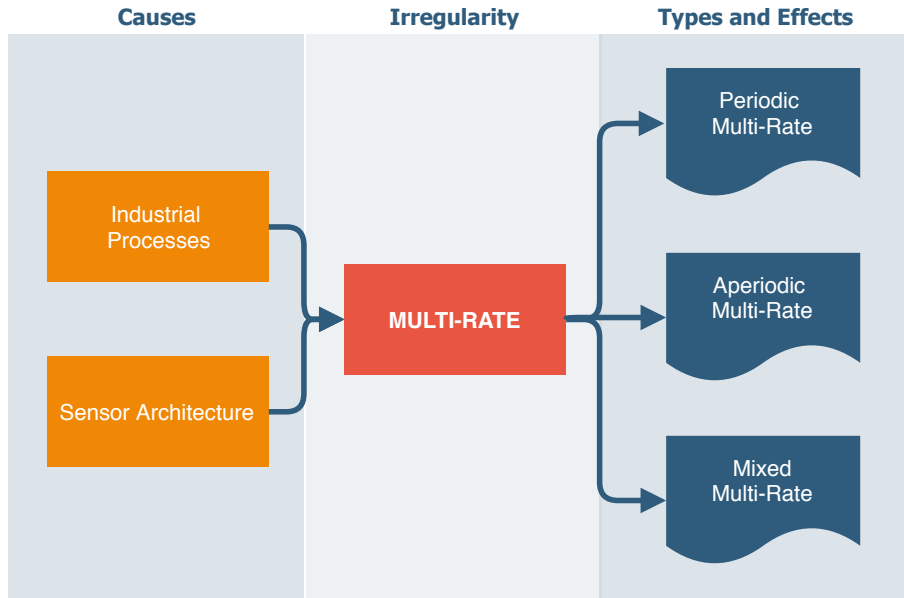 Causes
Irregularity
Types and Effects
Industrial
Processes
Sensor Architecture
MULTI-RATE
Periodic
Multi-Rate
Aperiodic
Multi-Rate
Mixed
Multi-Rate